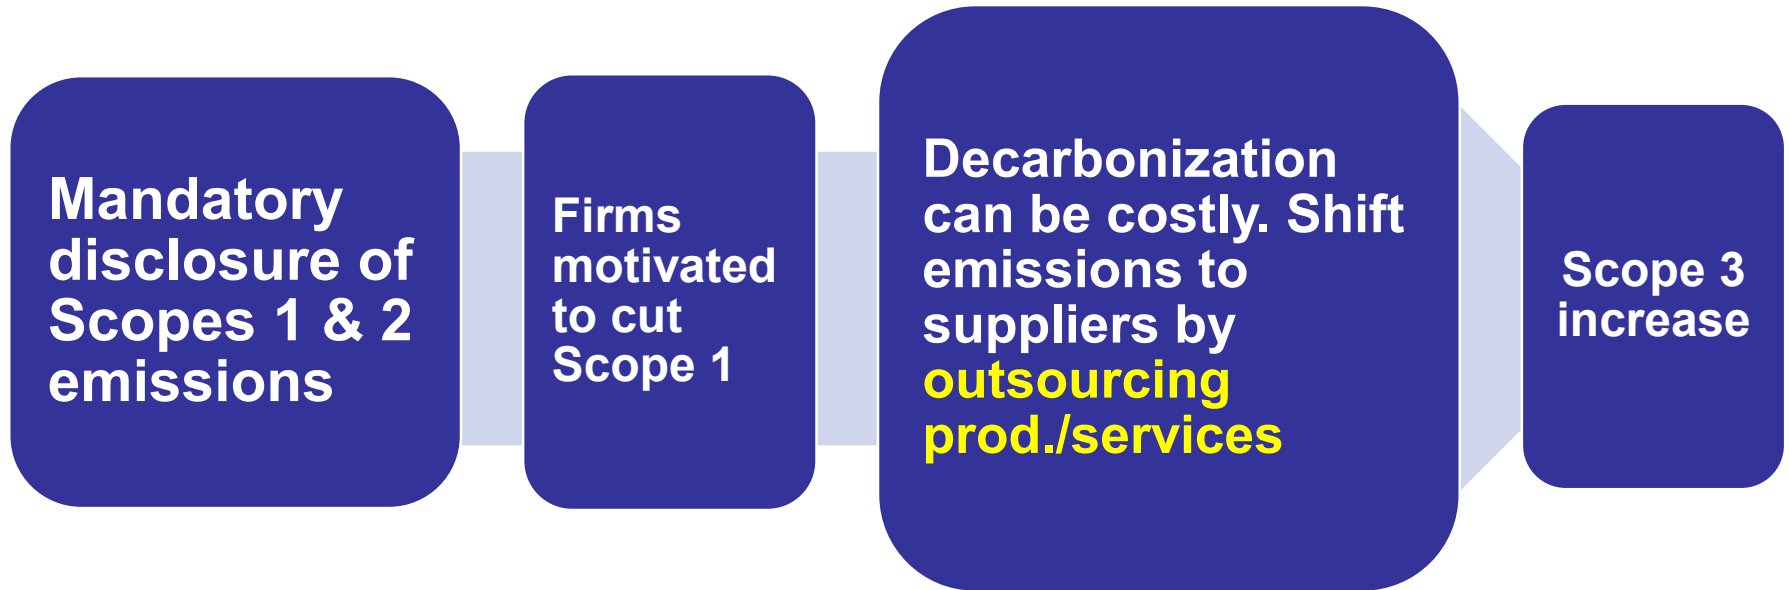 Mandatory
disclosure of
Scopes 1 & 2
emissions
Firms
motivated
to cut
Scope 1
Decarbonization
can be costly. Shift
emissions to
suppliers by
outsourcing
prod./services
Scope 3
increase